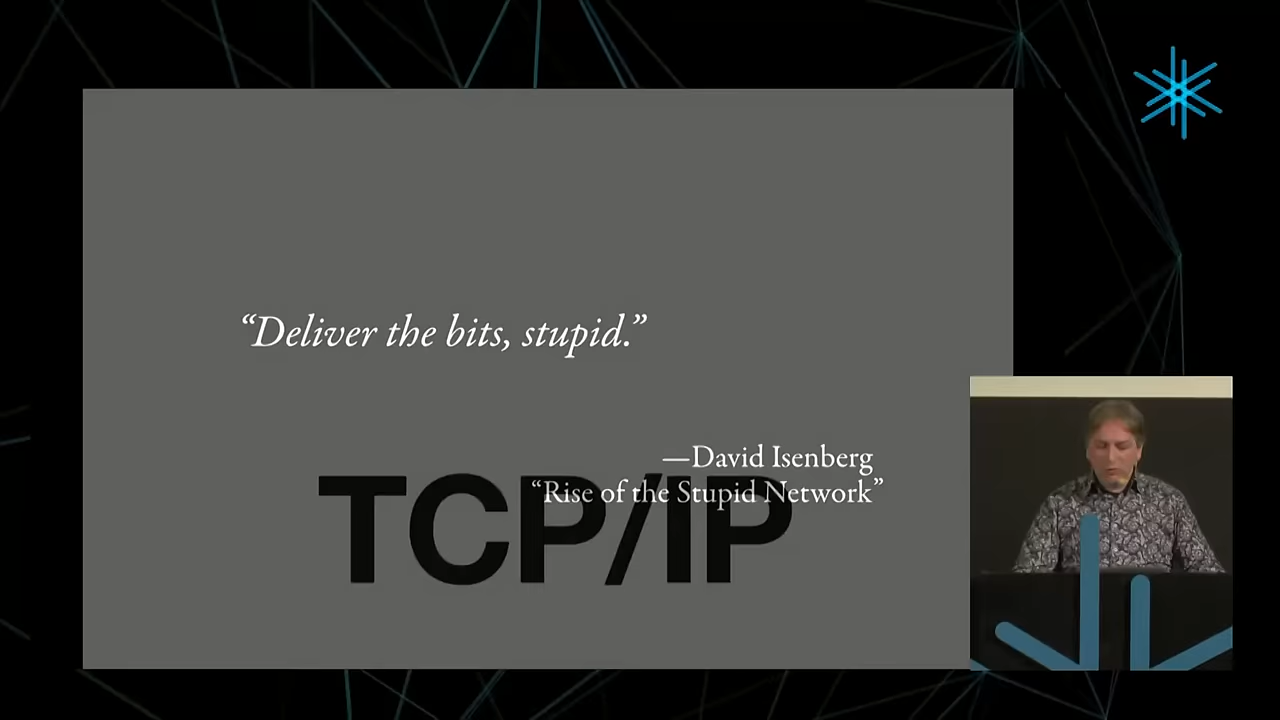 “Deliver the bits, stupid.”
—David Isenberg
“Rise of the Stupid Network”
TCP/IP